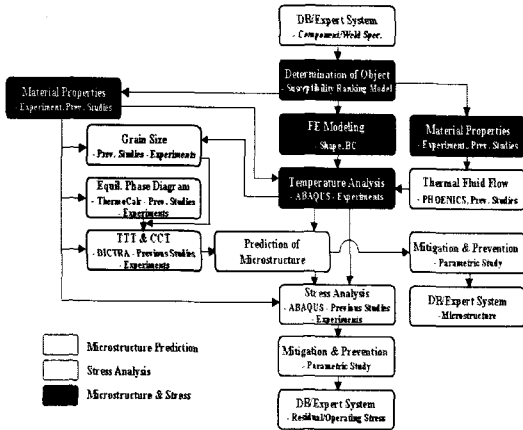 DB/Expert System
- Component/Weld Spec.
Determination of Object
- Susceptibility Ranking Model
Material Properties
- Experiment, Prev. Studies
FE Modeling
- Shape, BC
Material Properties
- Experiment, Prev. Studies
Grain Size
- Prev. Studies - Experiments
Temperature Analysis
- ABAQUS - Experiments
Thermal Fluid Flow
- PHOENICS, Prev. Studies
Equil. Phase Diagram
- ThermoCalc - Prev. Studies
- Experiments
TTT & CCT
- DICTRA - Previous Studies
- Experiments
Prediction of
Microstructure
Mitigation & Prevention
- Parametric Study
Stress Analysis
- ABAQUS - Previous Studies
- Experiments
DB/Expert System
- Microstructure
Mitigation & Prevention
- Parametric Study
DB/Expert System
- Residual/Operating Stress
Microstructure Prediction
Stress Analysis
Microstructure & Stress